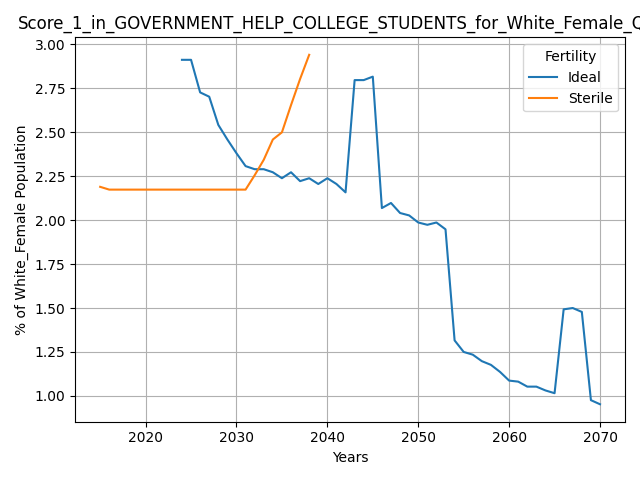 Score_1_in_GOVERNMENT_HELP_COLLEGE_STUDENTS_for_White_Female_Q
3.00
2.75
2.50
2.25
2.00
1.75
1.50
1.25
1.00
% of White_Female Population
Fertility
Ideal
Sterile
2020 2030 2040 2050 2060 2070
Years